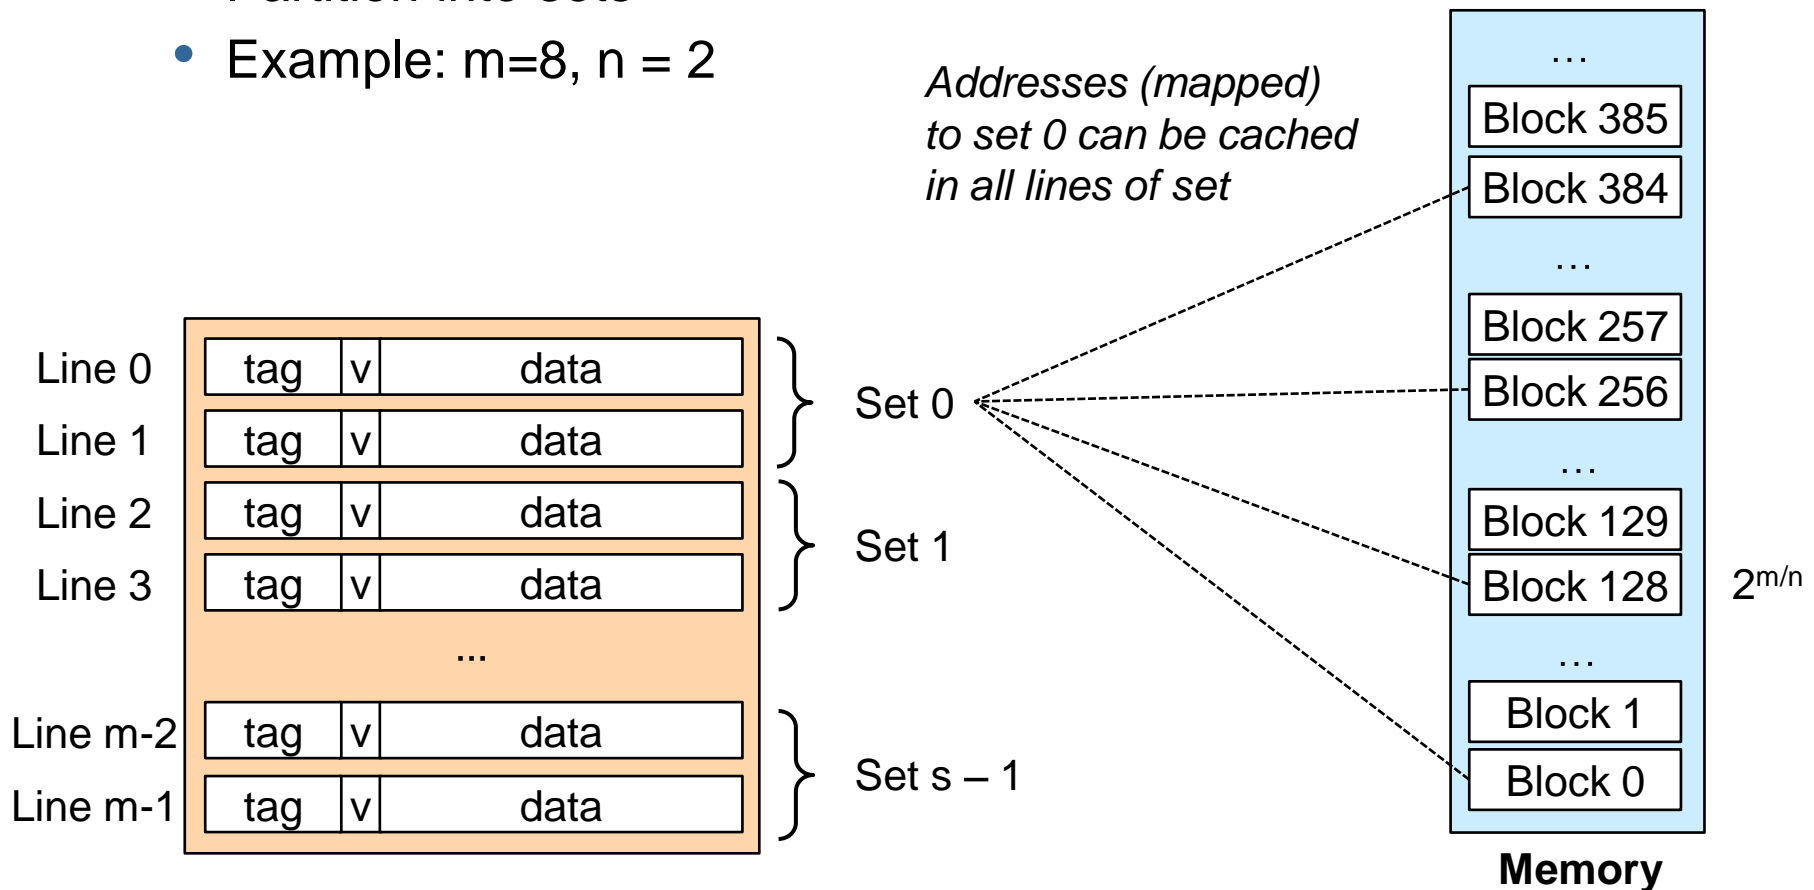 • Example: m=8, n = 2
Addresses (mapped)
to set 0 can be cached
in all lines of set
Line 0 tag v data
Line 1 tag v data
Set 0
Line 2 tag v data
Line 3 tag v data
Set 1
...
Line m-2 tag v data
Line m-1 tag v data
Set s – 1
...
Block 385
Block 384
...
Block 257
Block 256
...
Block 129
Block 128 2^m/n
...
Block 1
Block 0
Memory